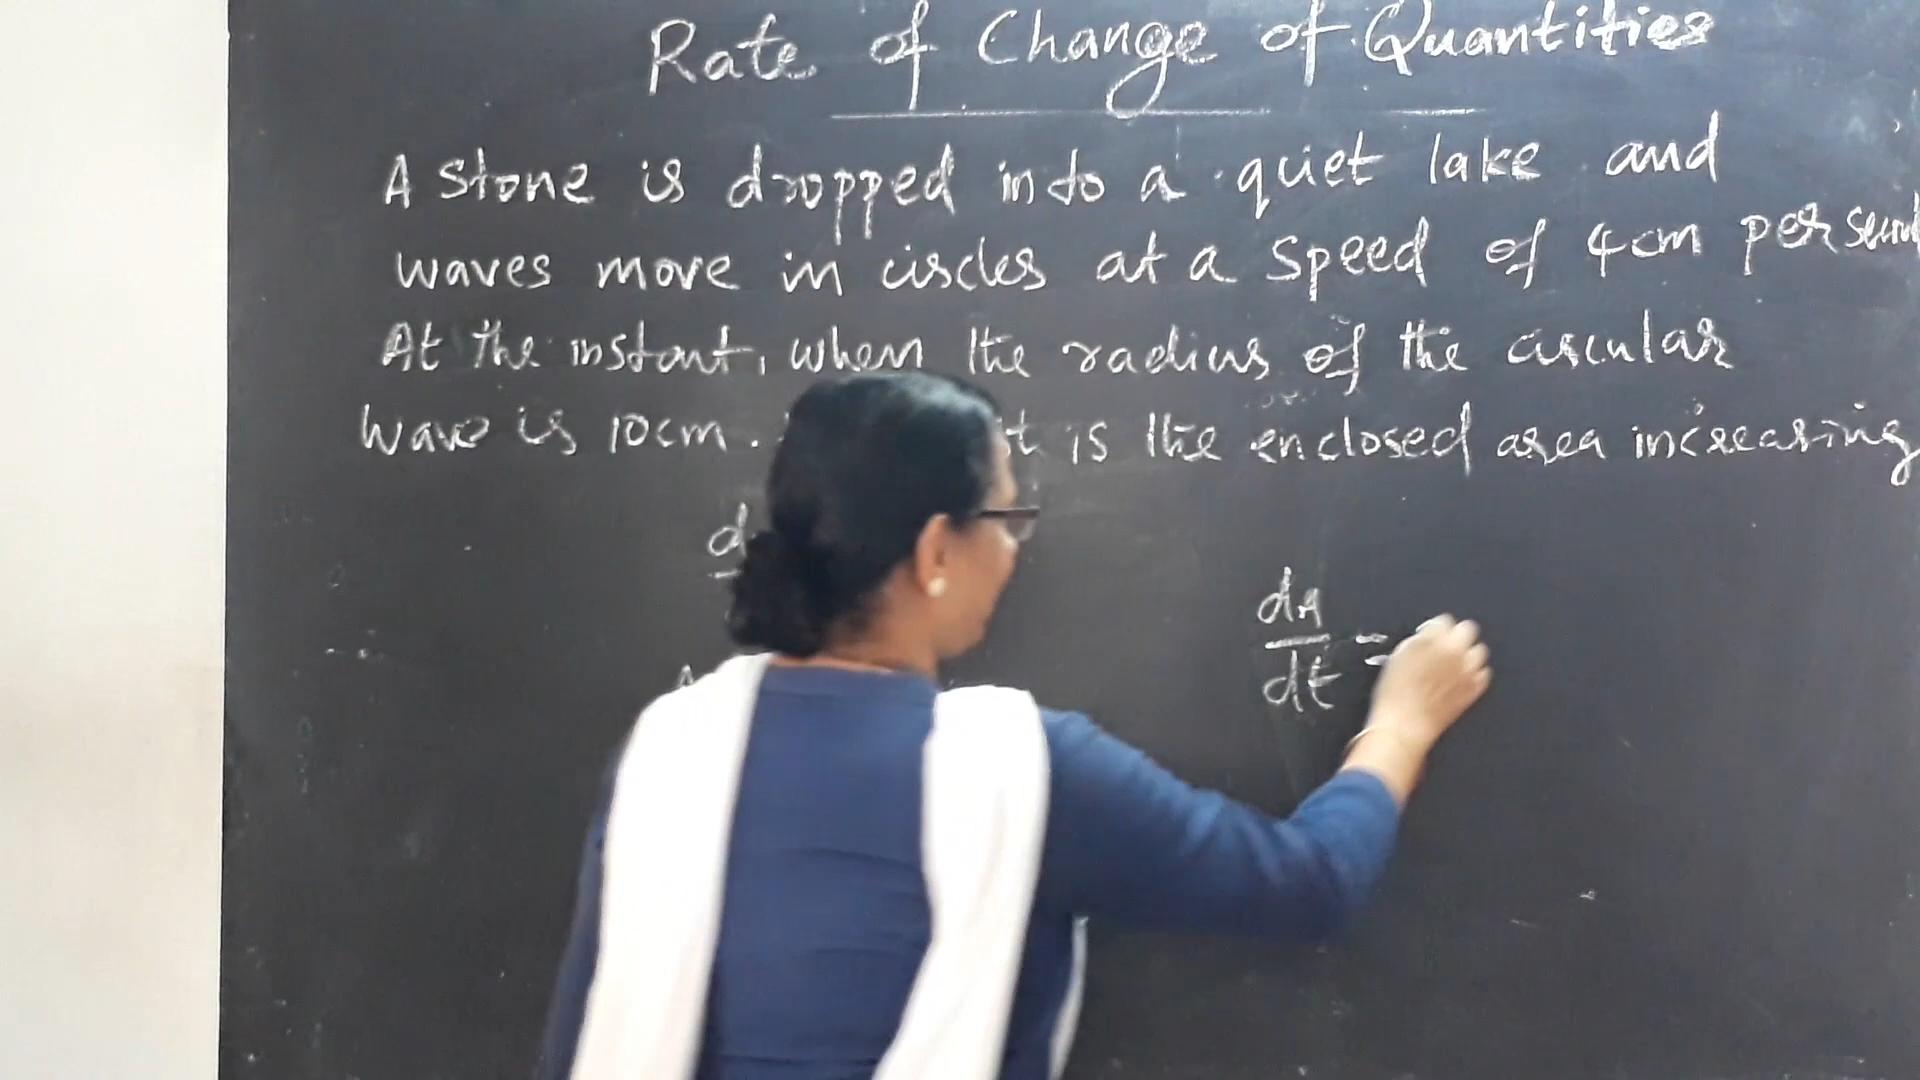 Rate of Change of Quantities
A stone is dropped into a quiet lake and
waves move in circles at a speed of 4cm per second
At the instant, when the radius of the circular
wave is 10cm. is the enclosed area increasing
d
dA
dt =